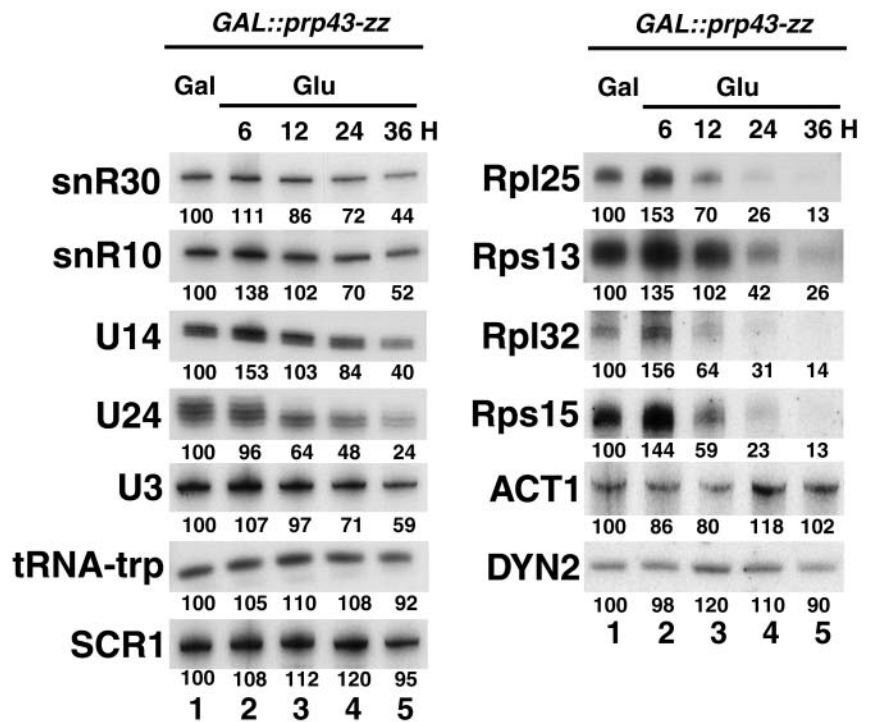 GAL::prp43-zz
Gal Glu
6 12 24 36 H
snR30
100 111 86 72 44
snR10
100 138 102 70 52
U14
100 153 103 84 40
U24
100 96 64 48 24
U3
100 107 97 71 59
tRNA-trp
100 105 110 108 92
SCR1
100 108 112 120 95
1 2 3 4 5
GAL::prp43-zz
Gal Glu
6 12 24 36 H
Rpl25
100 153 70 26 13
Rps13
100 135 102 42 26
Rpl32
100 156 64 31 14
Rps15
100 144 59 23 13
ACT1
100 86 80 118 102
DYN2
100 98 120 110 90
1 2 3 4 5